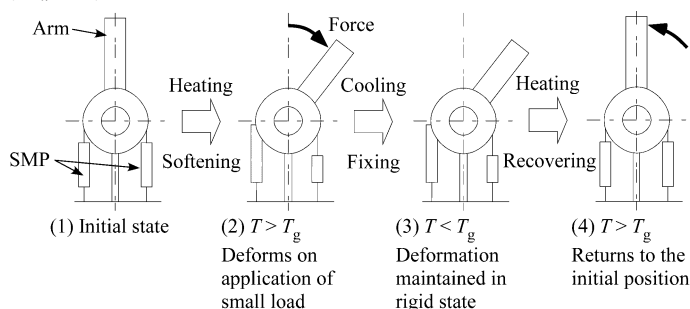 Arm
SMP
Heating
Softening
Force
Cooling
Fixing
Heating
Recovering
(1) Initial state
(2) T > Tg
Deforms on
application of
small load
(3) T < Tg
Deformation
maintained in
rigid state
(4) T > Tg
Returns to the
initial position